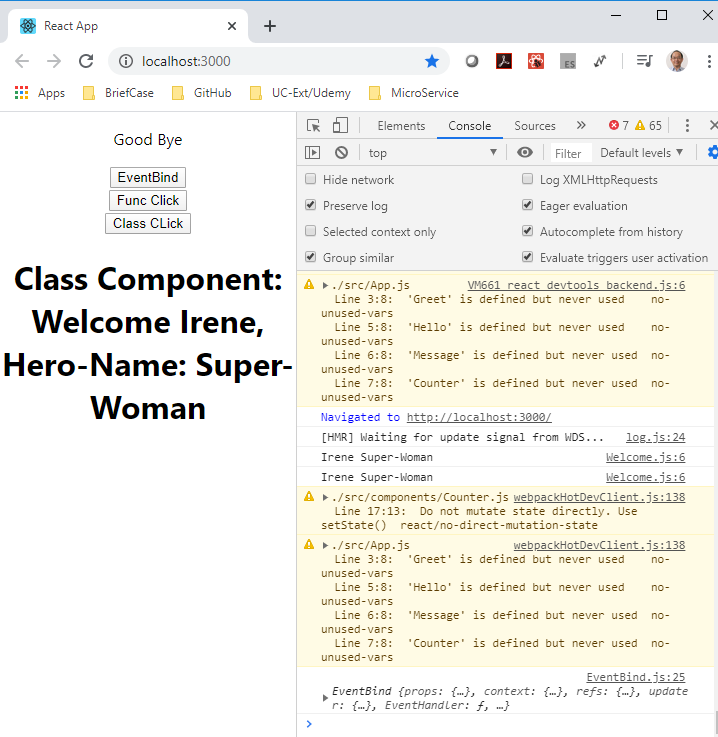 React App
localhost:3000
ES
Apps BriefCase GitHub UC-Ext/Udemy MicroService
Good Bye
EventBind
Func Click
Class CLick
Class Component:
Welcome Irene,
Hero-Name: Super-
Woman
Elements Console Sources » 7 65
top Filter Default levels
Hide network Log XMLHttpRequests
Preserve log Eager evaluation
Selected context only Autocomplete from history
Group similar Evaluate triggers user activation
./src/App.js VM661 react devtools backend.js:6
Line 3:8: 'Greet' is defined but never used no-
unused-vars
Line 5:8: 'Hello' is defined but never used no-
unused-vars
Line 6:8: 'Message' is defined but never used no-
unused-vars
Line 7:8: 'Counter' is defined but never used no-
unused-vars
Navigated to http://localhost:3000/
[HMR] Waiting for update signal from WDS... log.js:24
Irene Super-Woman Welcome.js:6
Irene Super-Woman Welcome.js:6
./src/components/Counter.js webpackHotDevClient.js:138
Line 17:13: Do not mutate state directly. Use
setState() react/no-direct-mutation-state
./src/App.js webpackHotDevClient.js:138
Line 3:8: 'Greet' is defined but never used no-
unused-vars
Line 5:8: 'Hello' is defined but never used no-
unused-vars
Line 6:8: 'Message' is defined but never used no-
unused-vars
Line 7:8: 'Counter' is defined but never used no-
unused-vars
EventBind.js:25
EventBind {props: {…}, context: {…}, refs: {…}, update
r: {…}, EventHandler: ƒ, …}
>